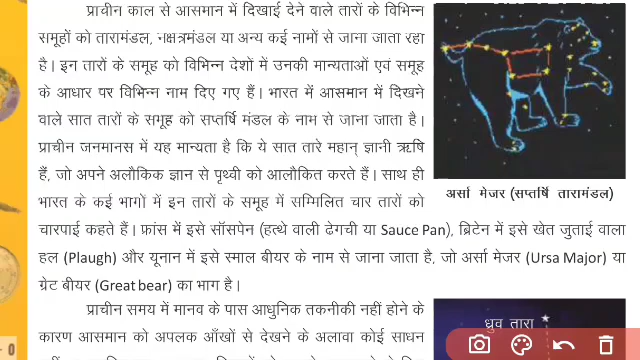 प्राचीन काल से आसमान में दिखाई देने वाले तारों के विभिन्न
समूहों को तारामंडल, नक्षत्रमंडल या अन्य कई नामों से जाना जाता रहा
है। इन तारों के समूह को विभिन्न देशों में उनकी मान्यताओं एवं समूह
के आधार पर विभिन्न नाम दिए गए हैं। भारत में आसमान में दिखने
वाले सात तारों के समूह को सप्तर्षि मंडल के नाम से जाना जाता है।
प्राचीन जनमानस में यह मान्यता है कि ये सात तारे महान् ज्ञानी ऋषि
हैं, जो अपने अलौकिक ज्ञान से पृथ्वी को आलौकित करते हैं। साथ ही
भारत के कई भागों में इन तारों के समूह में सम्मिलित चार तारों को
चारपाई कहते हैं। फ्रांस में इसे सॉसपेन (हत्थे वाली ढेगची या Sauce Pan), ब्रिटेन में इसे खेत जुताई वाला
हल (Plaugh) और यूनान में इसे स्माल बीयर के नाम से जाना जाता है, जो अर्सा मेजर (Ursa Major) या
ग्रेट बीयर (Great bear) का भाग है।
अर्सा मेजर (सप्तर्षि तारामंडल)
प्राचीन समय में मानव के पास आधुनिक तकनीकी नहीं होने के
कारण आसमान को अपलक आँखों से देखने के अलावा कोई साधन
ध्रुव तारा